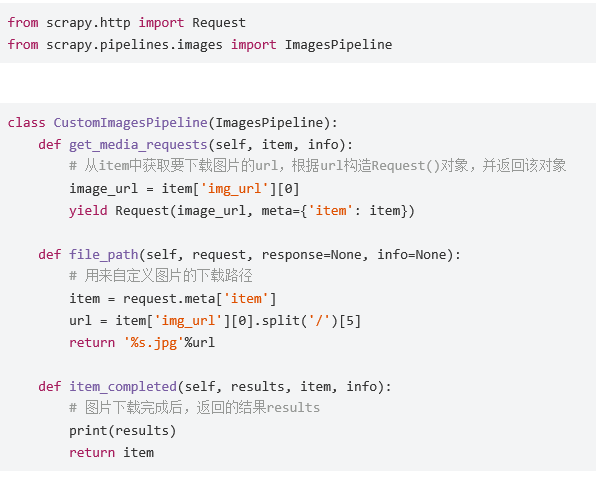 from scrapy.http import Request
from scrapy.pipelines.images import ImagesPipeline
class CustomImagesPipeline(ImagesPipeline):
    def get_media_requests(self, item, info):
        # 从item中获取要下载图片的url，根据url构造Request()对象，并返回该对象
        image_url = item['img_url'][0]
        yield Request(image_url, meta={'item': item})
    def file_path(self, request, response=None, info=None):
        # 用来自定义图片的下载路径
        item = request.meta['item']
        url = item['img_url'][0].split('/')[5]
        return '%s.jpg'%url
    def item_completed(self, results, item, info):
        # 图片下载完成后，返回的结果results
        print(results)
        return item